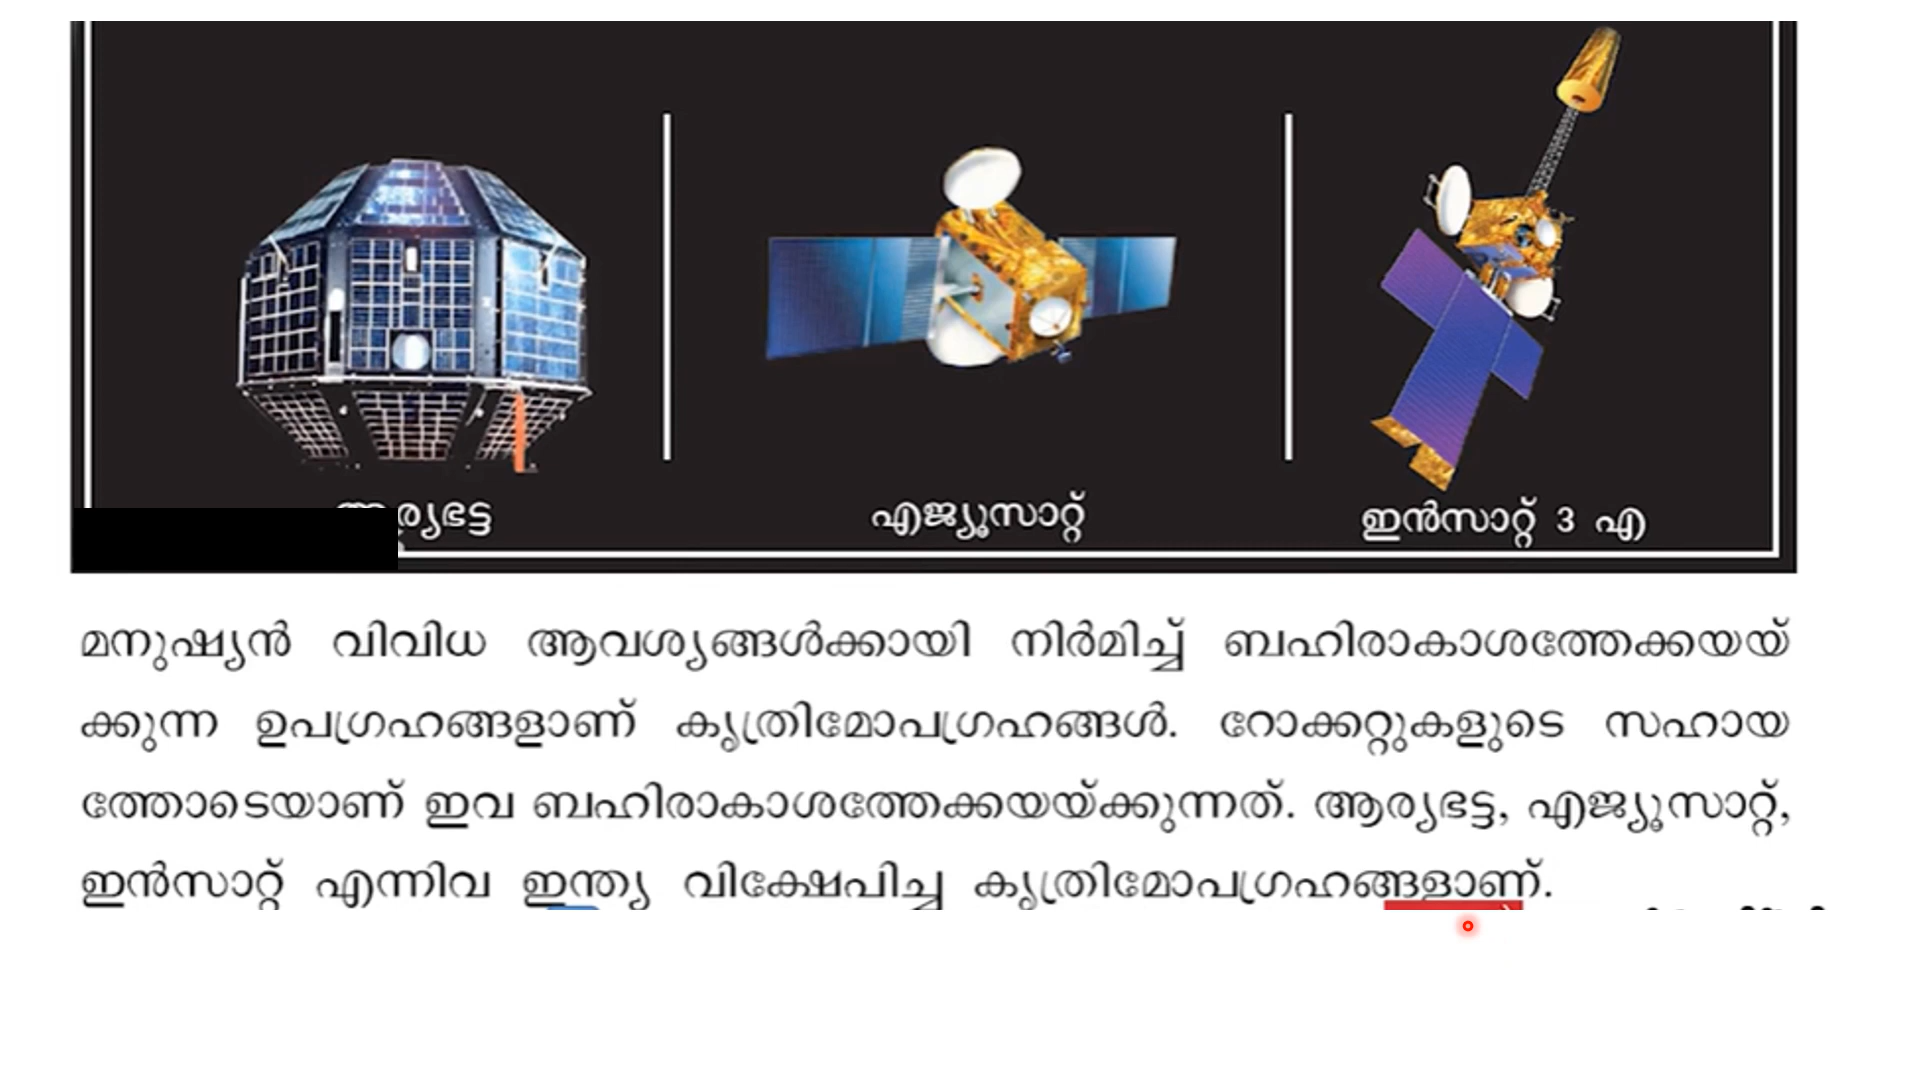 ആര്യഭട്ട
എജ്യൂസാറ്റ്
ഇൻസാറ്റ് 3 എ
മനുഷ്യൻ വിവിധ ആവശ്യങ്ങൾക്കായി നിർമിച്ച് ബഹിരാകാശത്തേക്കയയ്
ക്കുന്ന ഉപഗ്രഹങ്ങളാണ് കൃത്രിമോപഗ്രഹങ്ങൾ. റോക്കറ്റുകളുടെ സഹായ
ത്തോടെയാണ് ഇവ ബഹിരാകാശത്തേക്കയയ്ക്കുന്നത്. ആര്യഭട്ട, എജ്യൂസാറ്റ്,
ഇൻസാറ്റ് എന്നിവ ഇന്ത്യ വിക്ഷേപിച്ച കൃത്രിമോപഗ്രഹങ്ങളാണ്.